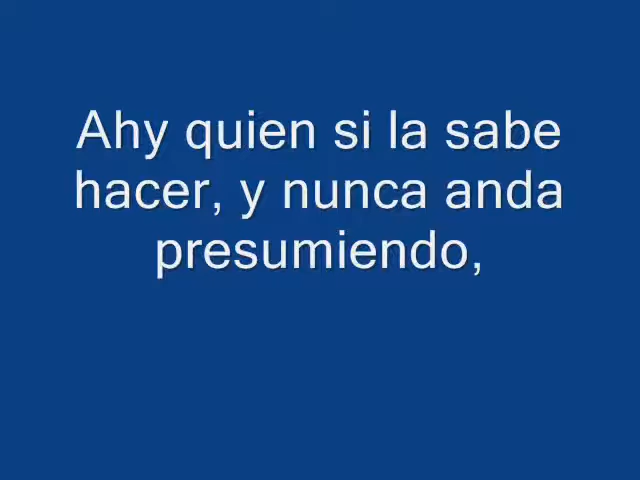 Ahy quien si la sabe
hacer, y nunca anda
presumiendo,